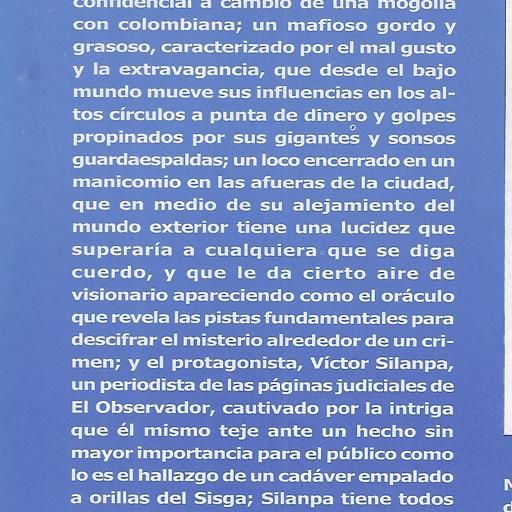 confidencial a cambio de una mogolla
con colombiana; un mafioso gordo y
grasoso, caracterizado por el mal gusto
y la extravagancia, que desde el bajo
mundo mueve sus influencias en los al-
tos círculos a punta de dinero y golpes
propinados por sus gigantes y sonsos
guardaespaldas; un loco encerrado en un
manicomio en las afueras de la ciudad,
que en medio de su alejamiento del
mundo exterior tiene una lucidez que
superaría a cualquiera que se diga
cuerdo, y que le da cierto aire de
visionario apareciendo como el oráculo
que revela las pistas fundamentales para
descifrar el misterio alrededor de un cri-
men; y el protagonista, Víctor Silanpa,
un periodista de las páginas judiciales de
El Observador, cautivado por la intriga
que él mismo teje ante un hecho sin
mayor importancia para el público como
lo es el hallazgo de un cadáver empalado
a orillas del Sisga; Silanpa tiene todos